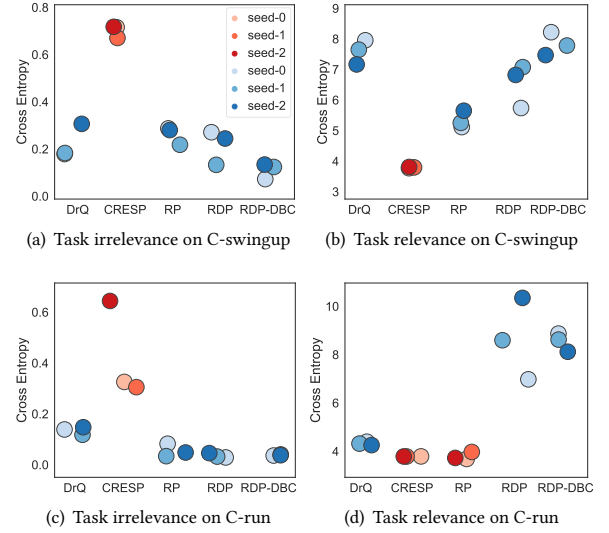 0.8
0.6
0.4
0.2
0.0
Cross Entropy
seed-0
seed-1
seed-2
seed-0
seed-1
seed-2
DrQ CRESP RP RDP RDP-DBC
(a) Task irrelevance on C-swingup
9
8
7
6
5
4
3
Cross Entropy
DrQ CRESP RP RDP RDP-DBC
(b) Task relevance on C-swingup
0.6
0.4
0.2
0.0
Cross Entropy
DrQ CRESP RP RDP RDP-DBC
(c) Task irrelevance on C-run
10
8
6
4
Cross Entropy
DrQ CRESP RP RDP RDP-DBC
(d) Task relevance on C-run